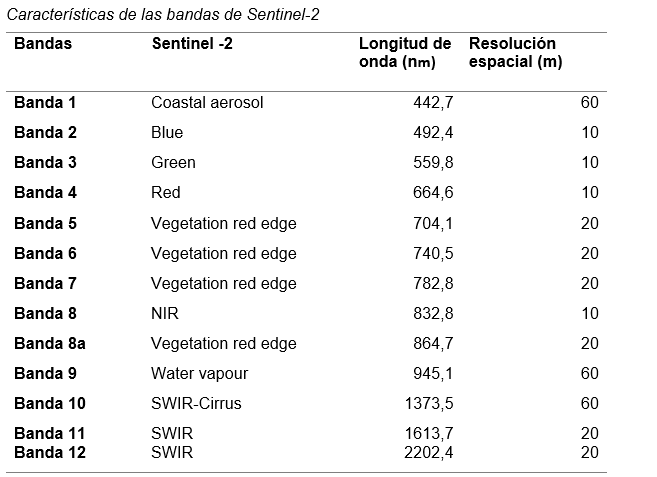 Características de las bandas de Sentinel-2
Bandas Sentinel -2 Longitud de onda (nm) Resolución espacial (m)
Banda 1 Coastal aerosol 442,7 60
Banda 2 Blue 492,4 10
Banda 3 Green 559,8 10
Banda 4 Red 664,6 10
Banda 5 Vegetation red edge 704,1 20
Banda 6 Vegetation red edge 740,5 20
Banda 7 Vegetation red edge 782,8 20
Banda 8 NIR 832,8 10
Banda 8a Vegetation red edge 864,7 20
Banda 9 Water vapour 945,1 60
Banda 10 SWIR-Cirrus 1373,5 60
Banda 11 SWIR 1613,7 20
Banda 12 SWIR 2202,4 20